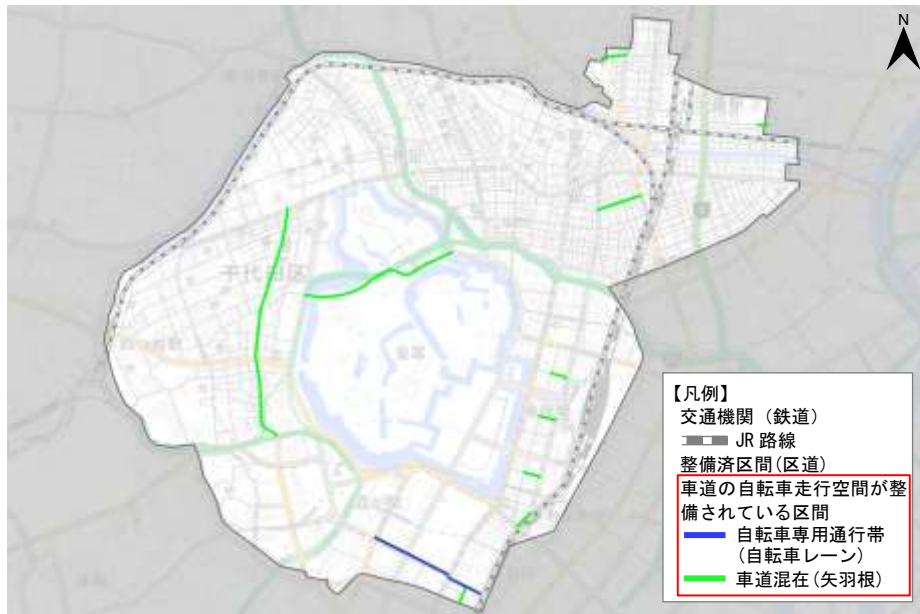 N
千代田区
皇居
【凡例】
交通機関（鉄道）
JR 路線
整備済区間(区道)
車道の自転車走行空間が整
備されている区間
自転車専用通行帯
(自転車レーン)
車道混在(矢羽根)